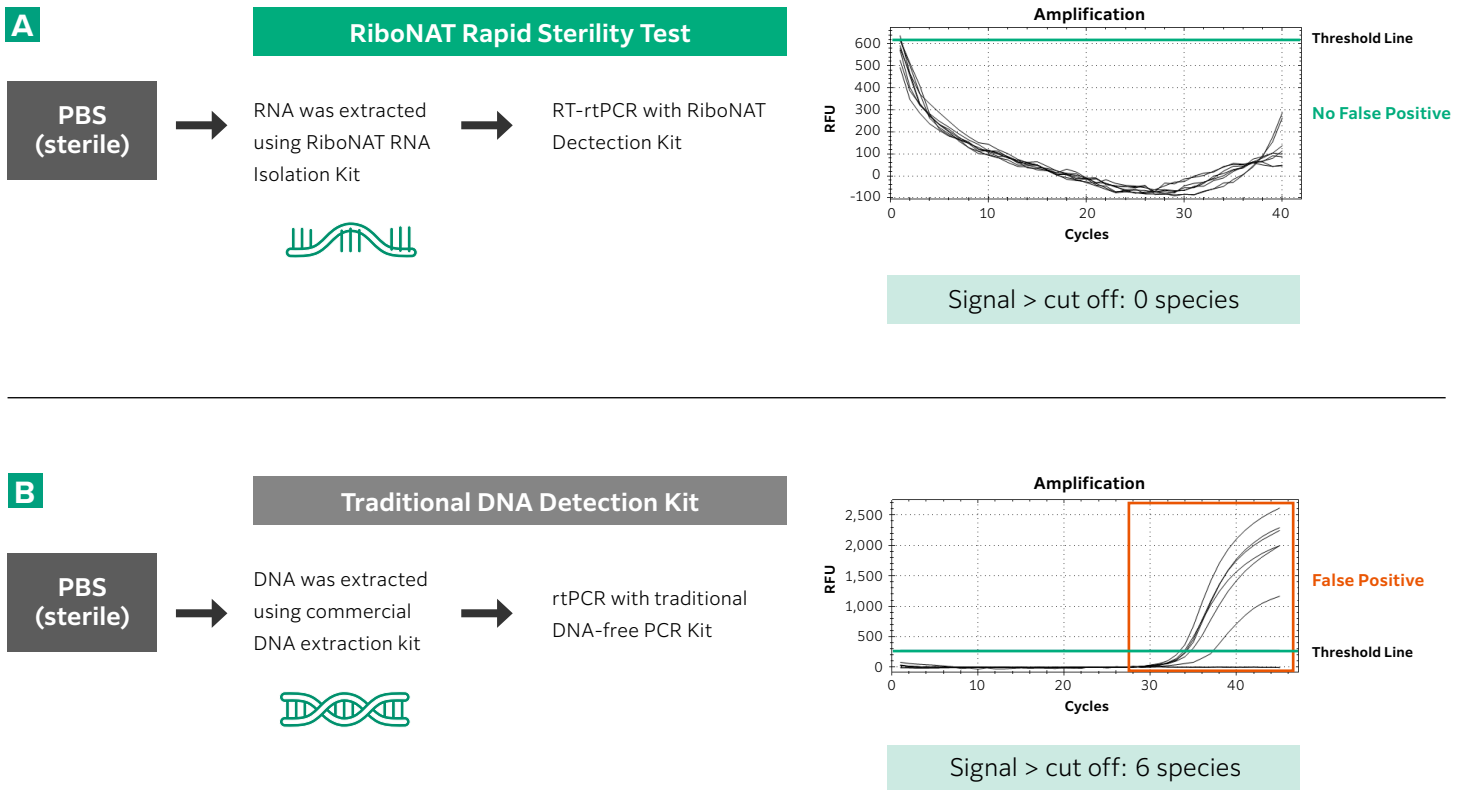 A
RiboNAT Rapid Sterility Test
PBS
(sterile)
RNA was extracted
using RiboNAT RNA
Isolation Kit
RT-rtPCR with RiboNAT
Dectection Kit
Amplification
RFU
600
500
400
300
200
100
0
-100
0 10 20 30 40
Cycles
Threshold Line
No False Positive
Signal > cut off: 0 species
B
Traditional DNA Detection Kit
PBS
(sterile)
DNA was extracted
using commercial
DNA extraction kit
rtPCR with traditional
DNA-free PCR Kit
Amplification
RFU
2,500
2,000
1,500
1,000
500
0
0 10 20 30 40
Cycles
False Positive
Threshold Line
Signal > cut off: 6 species